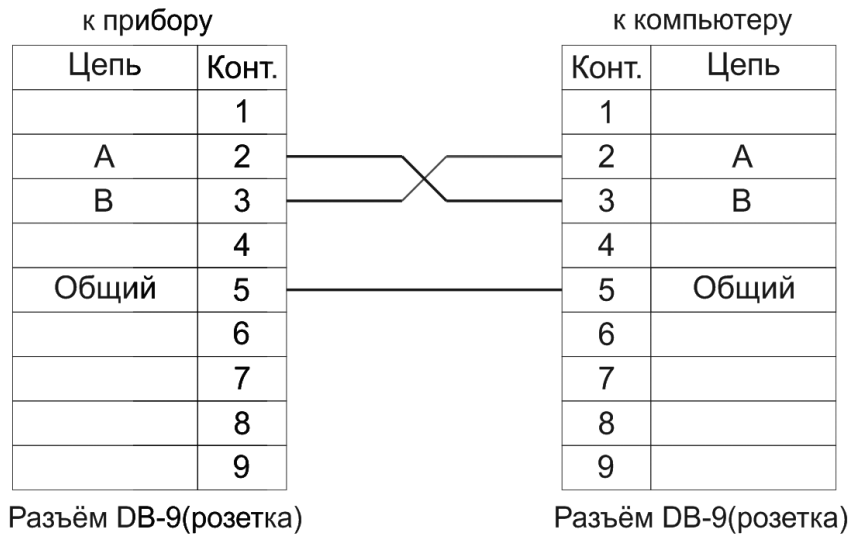 к прибору
к компьютеру
Цепь Конт.
Конт. Цепь
1
1
A 2
2 A
B 3
3 B
4
4
Общий 5
5 Общий
6
6
7
7
8
8
9
9
Разъём DB-9(розетка)
Разъём DB-9(розетка)